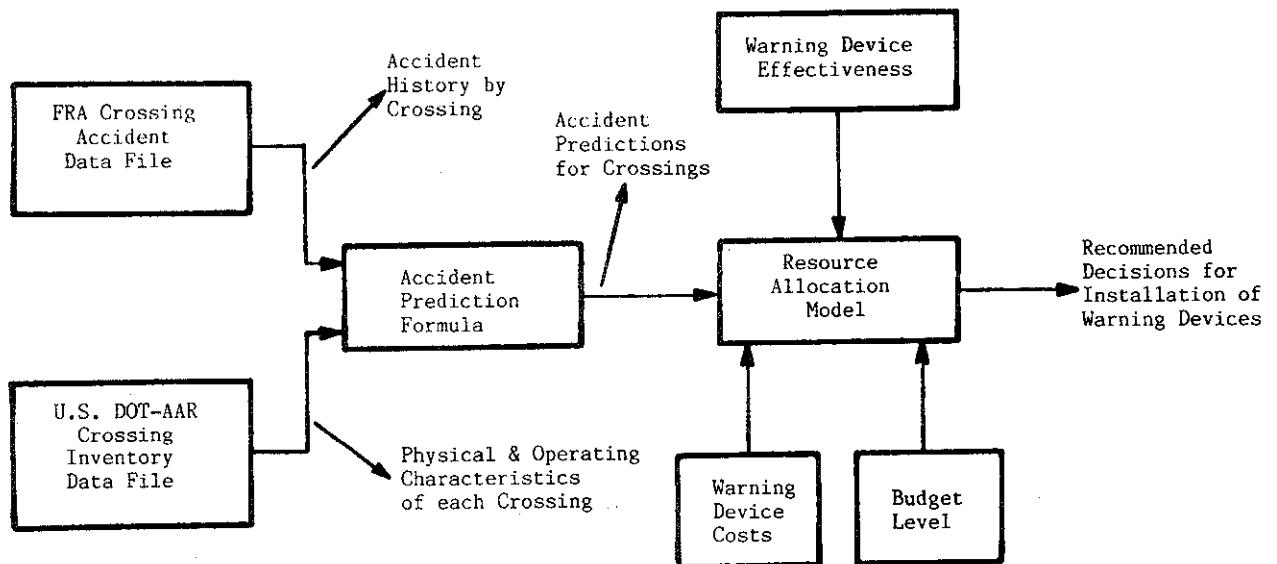 Accident
History by
Crossing
FRA Crossing
Accident
Data File
Accident
Predictions
for Crossings
Warning Device
Effectiveness
Accident
Prediction
Formula
Resource
Allocation
Model
Recommended
Decisions for
Installation of
Warning Devices
U.S. DOT-AAR
Crossing
Inventory
Data File
Physical & Operating
Characteristics
of each Crossing
Warning
Device
Costs
Budget
Level